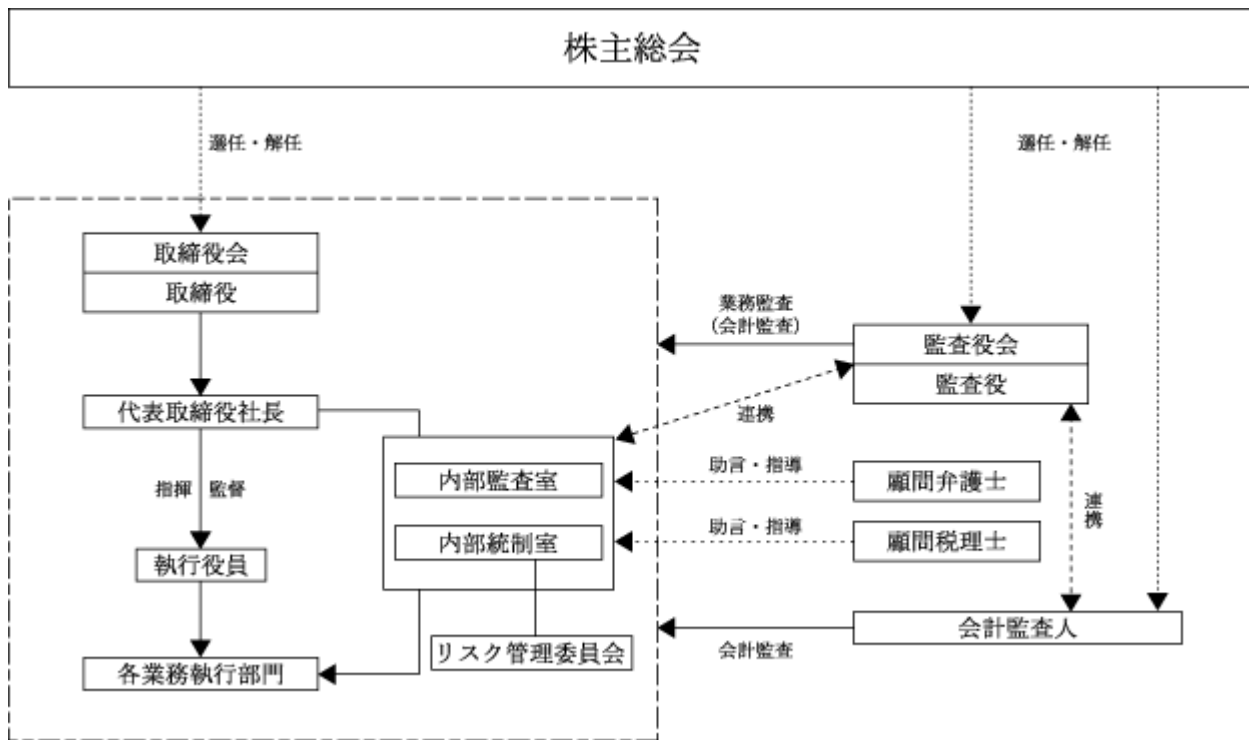 株主総会
選任・解任
選任・解任
取締役会
取締役
業務監査
(会計監査)
監査役会
監査役
代表取締役社長
連携
内部監査室
助言・指導
顧問弁護士
指揮 監督
連携
内部統制室
助言・指導
顧問税理士
執行役員
会計監査人
会計監査
リスク管理委員会
各業務執行部門